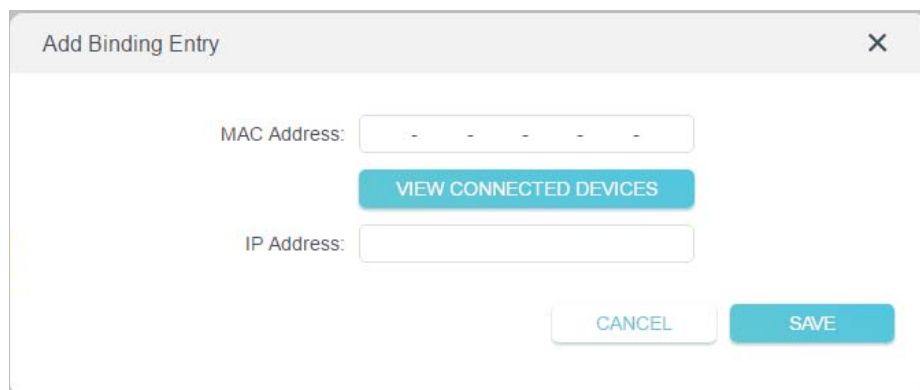 Add Binding Entry ×
MAC Address: - - - - -
VIEW CONNECTED DEVICES
IP Address:
CANCEL SAVE